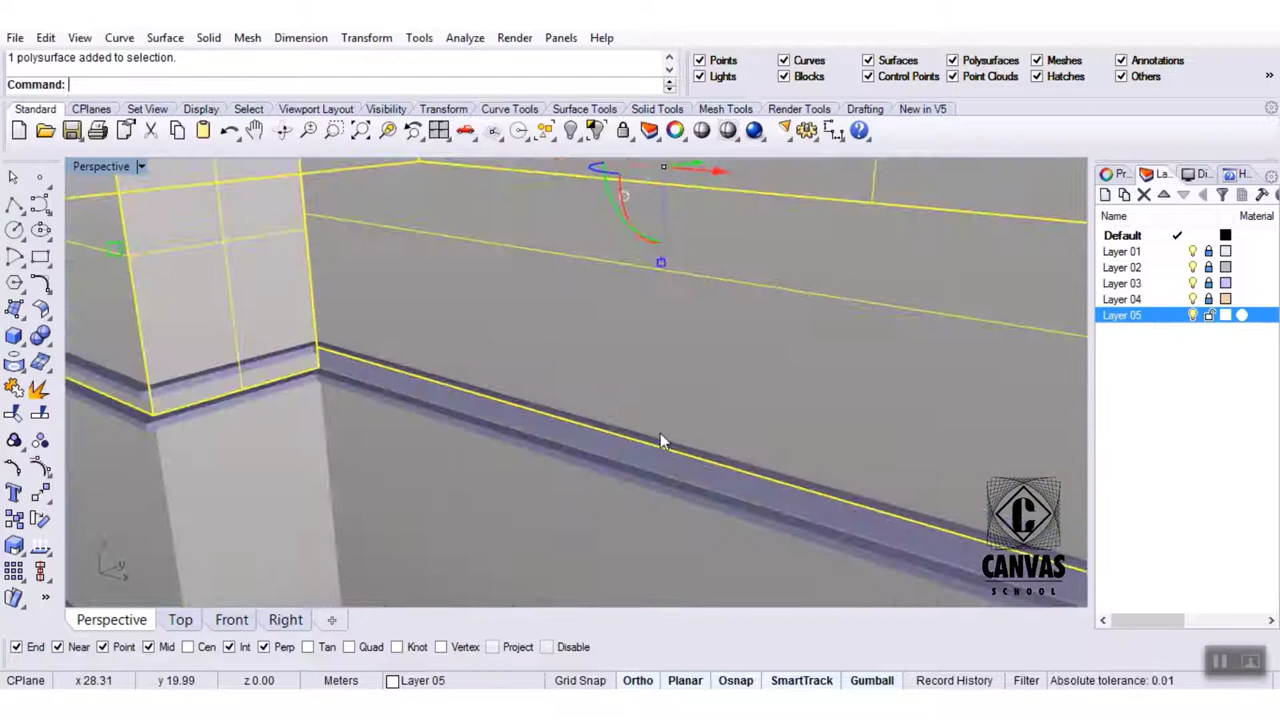 File Edit View Curve Surface Solid Mesh Dimension Transform Tools Analyze Render Panels Help
1 polysurface added to selection.
Command:
Points Curves Surfaces Polysurfaces Meshes Annotations
Lights Blocks Control Points Point Clouds Hatches Others
Standard CPlanes Set View Display Select Viewport Layout Visibility Transform Curve Tools Surface Tools Solid Tools Mesh Tools Render Tools Drafting New in V5
Perspective
Pr... La... Di... H...
Name Material
Default
Layer 01
Layer 02
Layer 03
Layer 04
Layer 05
z
y
x
C
CANVAS
SCHOOL
Perspective Top Front Right
End Near Point Mid Cen Int Perp Tan Quad Knot Vertex Project Disable
CPlane x 28.31 y 19.99 z 0.00 Meters Layer 05 Grid Snap Ortho Planar Osnap SmartTrack Gumball Record History Filter Absolute tolerance: 0.01